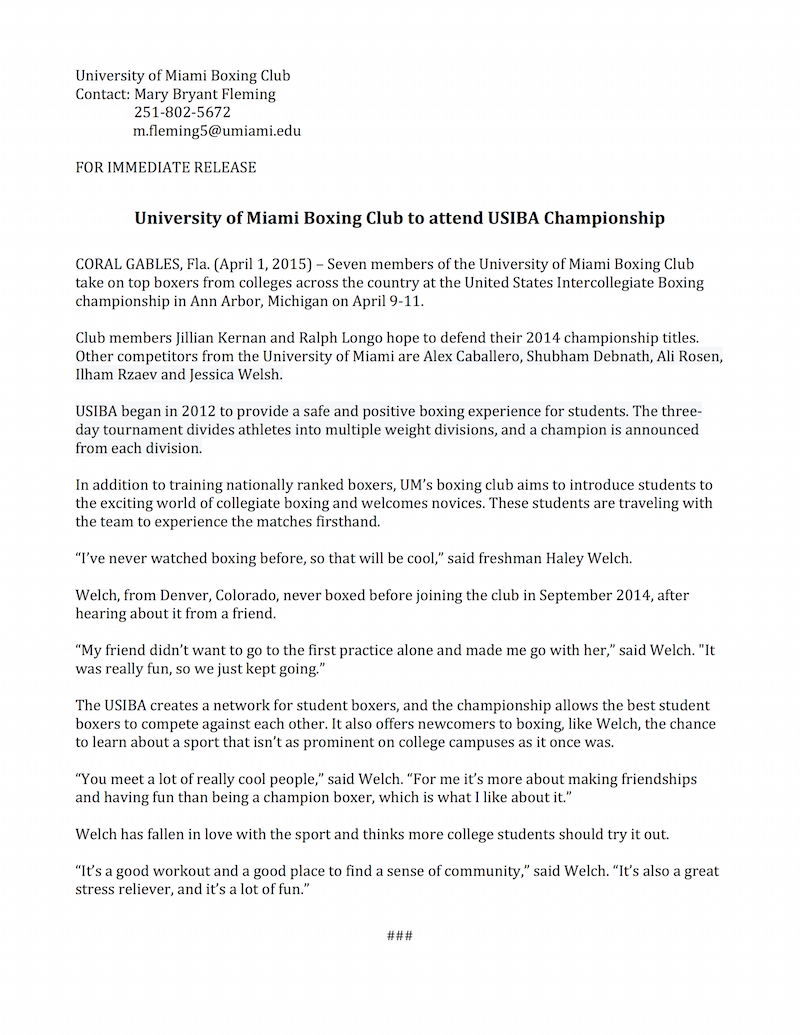 University of Miami Boxing Club
Contact: Mary Bryant Fleming
251-802-5672
m.fleming5@umiami.edu
FOR IMMEDIATE RELEASE
University of Miami Boxing Club to attend USIBA Championship
CORAL GABLES, Fla. (April 1, 2015) – Seven members of the University of Miami Boxing Club
take on top boxers from colleges across the country at the United States Intercollegiate Boxing
championship in Ann Arbor, Michigan on April 9-11.
Club members Jillian Kernan and Ralph Longo hope to defend their 2014 championship titles.
Other competitors from the University of Miami are Alex Caballero, Shubham Debnath, Ali Rosen,
Ilham Rzaev and Jessica Welsh.
USIBA began in 2012 to provide a safe and positive boxing experience for students. The three-
day tournament divides athletes into multiple weight divisions, and a champion is announced
from each division.
In addition to training nationally ranked boxers, UM’s boxing club aims to introduce students to
the exciting world of collegiate boxing and welcomes novices. These students are traveling with
the team to experience the matches firsthand.
“I’ve never watched boxing before, so that will be cool,” said freshman Haley Welch.
Welch, from Denver, Colorado, never boxed before joining the club in September 2014, after
hearing about it from a friend.
“My friend didn’t want to go to the first practice alone and made me go with her,” said Welch. "It
was really fun, so we just kept going.”
The USIBA creates a network for student boxers, and the championship allows the best student
boxers to compete against each other. It also offers newcomers to boxing, like Welch, the chance
to learn about a sport that isn’t as prominent on college campuses as it once was.
“You meet a lot of really cool people,” said Welch. “For me it’s more about making friendships
and having fun than being a champion boxer, which is what I like about it.”
Welch has fallen in love with the sport and thinks more college students should try it out.
“It’s a good workout and a good place to find a sense of community,” said Welch. “It’s also a great
stress reliever, and it’s a lot of fun.”
###